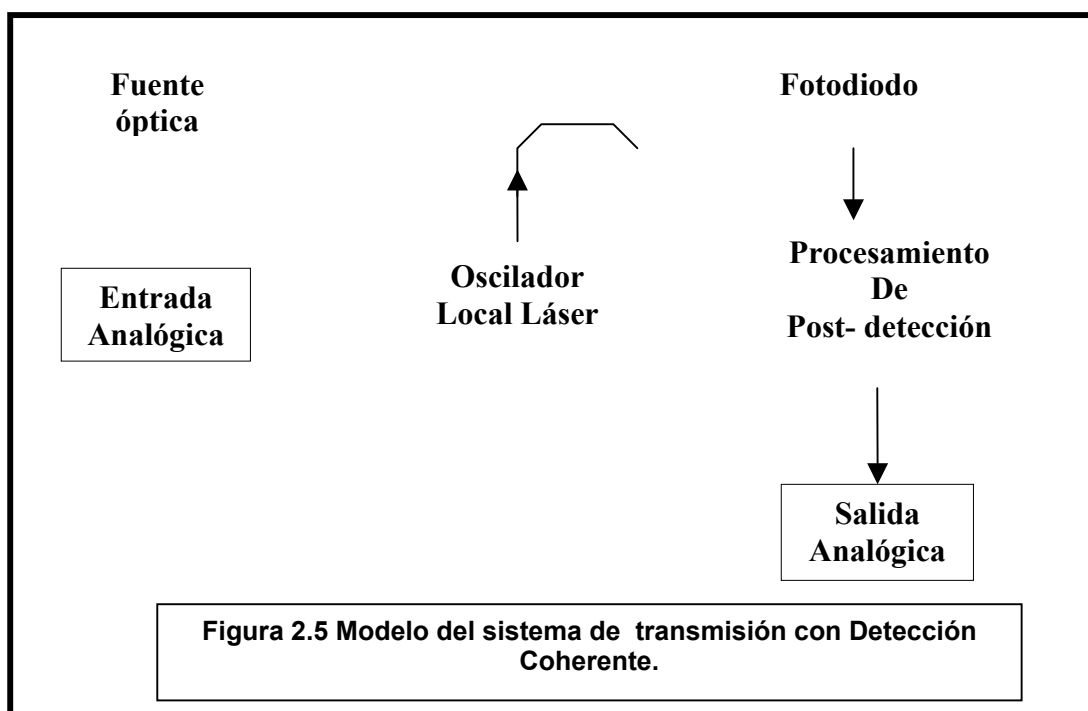 Fuente
óptica
Fotodiodo
Oscilador
Local Láser
Procesamiento
De
Post- detección
Entrada
Analógica
Salida
Analógica
Figura 2.5 Modelo del sistema de transmisión con Detección
Coherente.